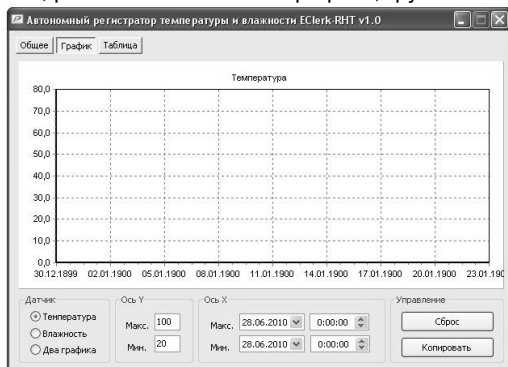 Автономный регистратор температуры и влажности EClerk-RHT v1.0
Общее График Таблица
Температура
80,0
70,0
60,0
50,0
40,0
30,0
20,0
10,0
0,0
30.12.1899 02.01.1900 05.01.1900 08.01.1900 11.01.1900 14.01.1900 17.01.1900 20.01.1900 23.01.190
Датчик Ось Y Ось X Управление
Температура Макс. 100 Макс. 28.06.2010 0:00:00 Сброс
Влажность
Два графика Мин. 20 Мин. 28.06.2010 0:00:00 Копировать